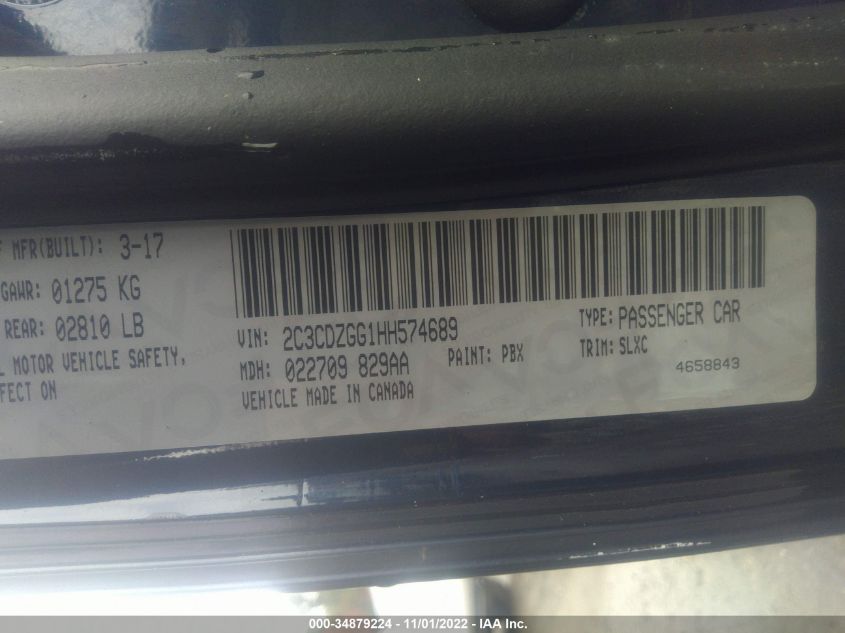 F MFR(BUILT): 3-17
GAWR: 01275 KG
REAR: 02810 LB
L MOTOR VEHICLE SAFETY,
FECT ON
VIN: 2C3CDZGG1HH574689
TYPE: PASSENGER CAR
MDH: 022709 829AA
PAINT: PBX
TRIM: SLXC
VEHICLE MADE IN CANADA
4658843
000-34879224 - 11/01/2022 - IAA Inc.